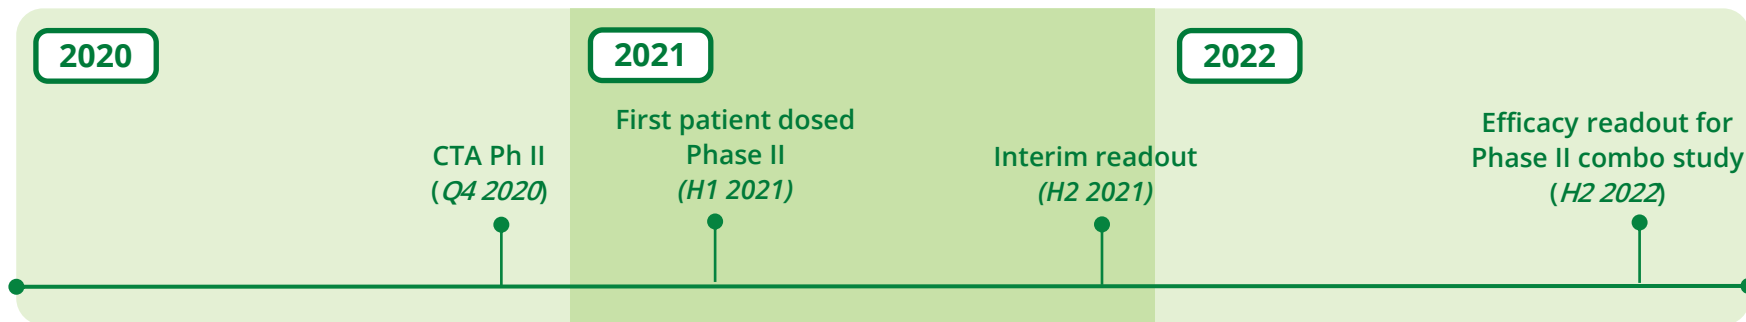 2020
2021
2022
CTA Ph II
(Q4 2020)
First patient dosed
Phase II
(H1 2021)
Interim readout
(H2 2021)
Efficacy readout for
Phase II combo study
(H2 2022)